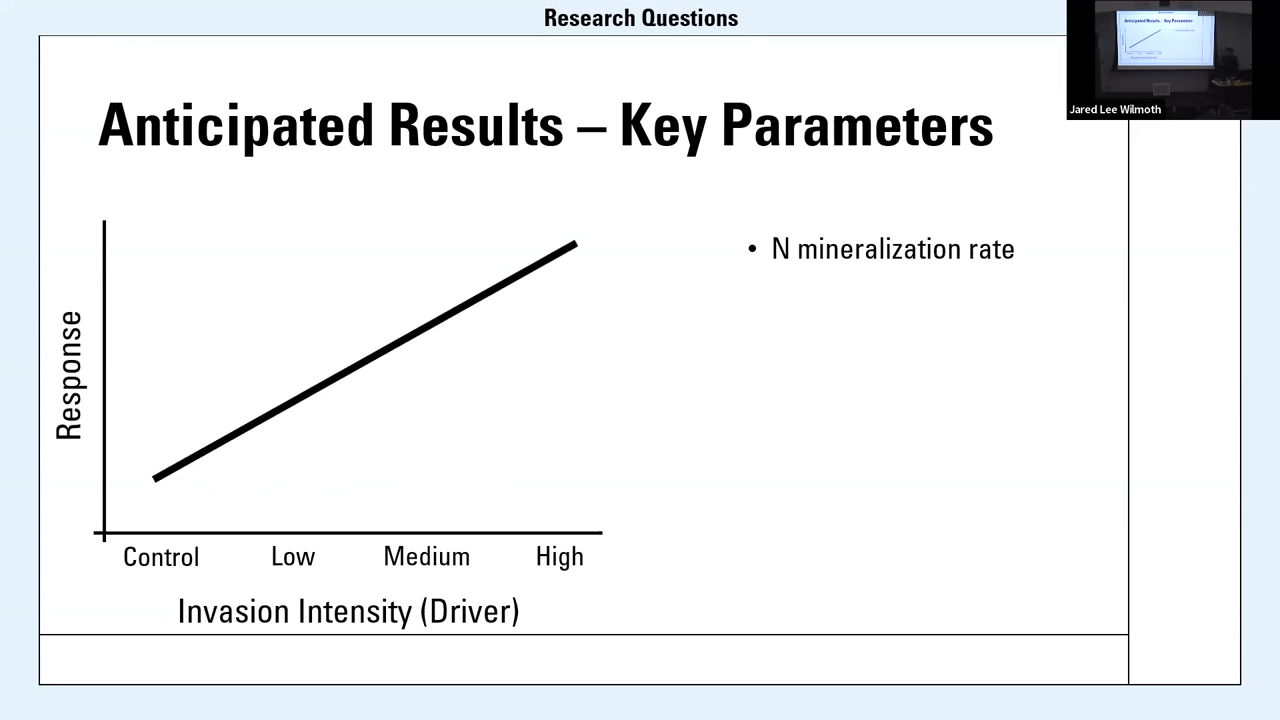 Research Questions
Anticipated Results – Key Parameters
Jared Lee Wilmoth
Response
• N mineralization rate
Control Low Medium High
Invasion Intensity (Driver)